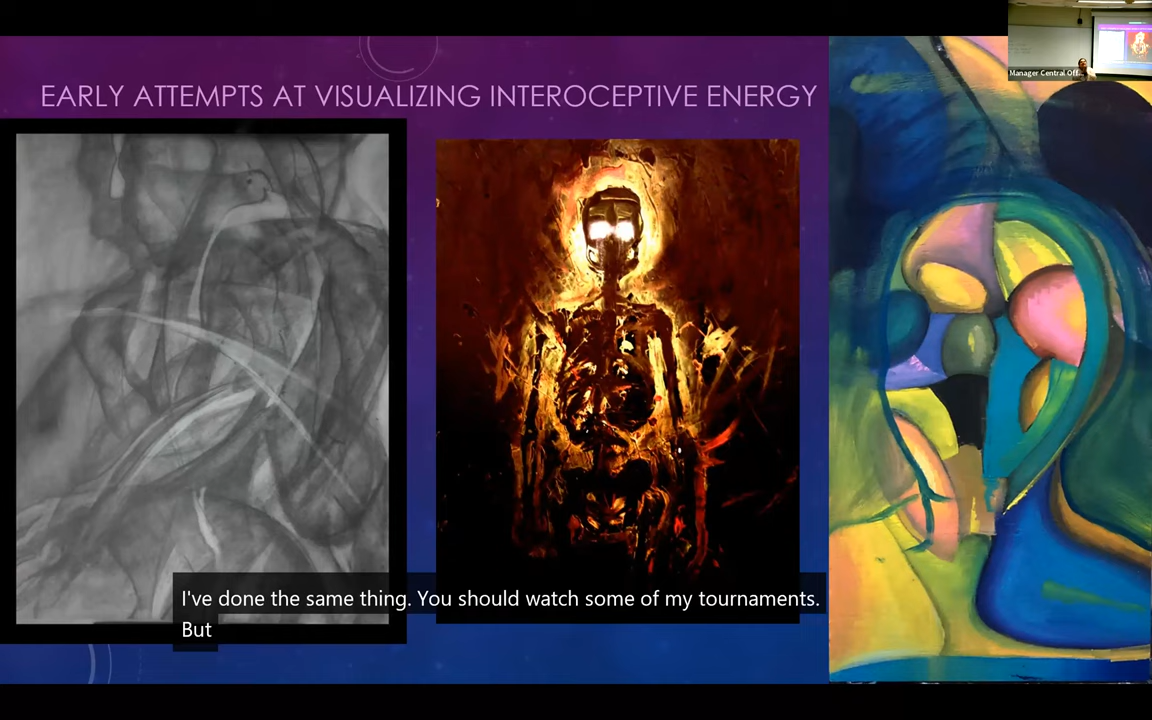 Manager Central Off...
EARLY ATTEMPTS AT VISUALIZING INTEROCEPTIVE ENERGY
I've done the same thing. You should watch some of my tournaments.
But